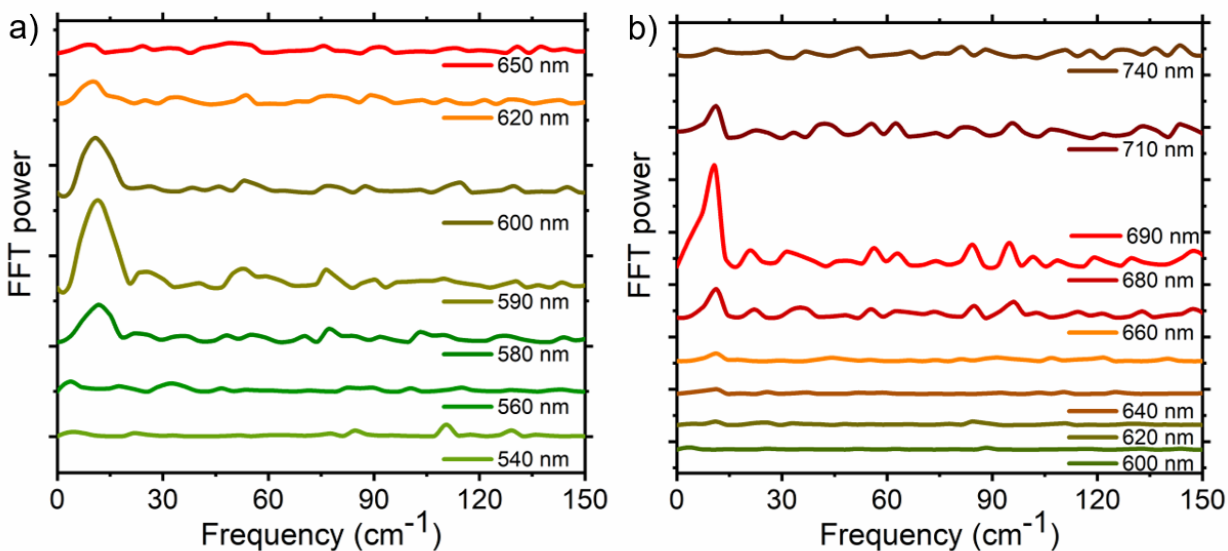 a)
FFT power
650 nm
620 nm
600 nm
590 nm
580 nm
560 nm
540 nm
0 30 60 90 120 150
Frequency (cm⁻¹)
b)
FFT power
740 nm
710 nm
690 nm
680 nm
660 nm
640 nm
620 nm
600 nm
0 30 60 90 120 150
Frequency (cm⁻¹)